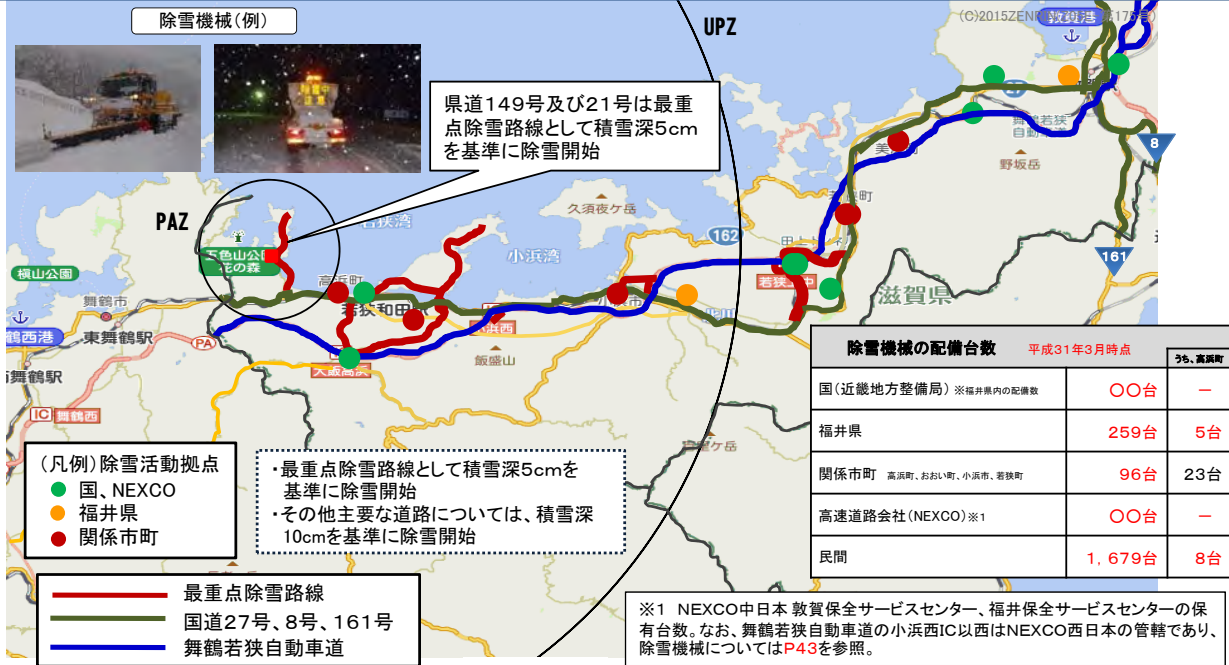 除雪機械(例)
UPZ
(C)2015ZENRIN
県道149号及び21号は最重
点除雪路線として積雪深5cm
を基準に除雪開始
PAZ
横山公園
舞鶴市
東舞鶴駅
PA
IC 舞鶴西
五色山公園
花の森
高浜町
若狭和田
大飯高浜
飯盛山
小浜湾
久須夜ケ岳
162
27
舞鶴若狭
自動車道
野坂岳
8
161
滋賀県
除雪機械の配備台数 平成31年3月時点
うち、高浜町
国(近畿地方整備局) ※福井県内の配備数 〇〇台 －
福井県 259台 5台
関係市町 高浜町、おおい町、小浜市、若狭町 96台 23台
高速道路会社(NEXCO)※1 〇〇台 －
民間 1,679台 8台
(凡例)除雪活動拠点
国、NEXCO
福井県
関係市町
・最重点除雪路線として積雪深5cmを
基準に除雪開始
・その他主要な道路については、積雪深
10cmを基準に除雪開始
最重点除雪路線
国道27号、8号、161号
舞鶴若狭自動車道
※1 NEXCO中日本 敦賀保全サービスセンター、福井保全サービスセンターの保
有台数。なお、舞鶴若狭自動車道の小浜西IC以西はNEXCO西日本の管轄であり、
除雪機械についてはP43を参照。